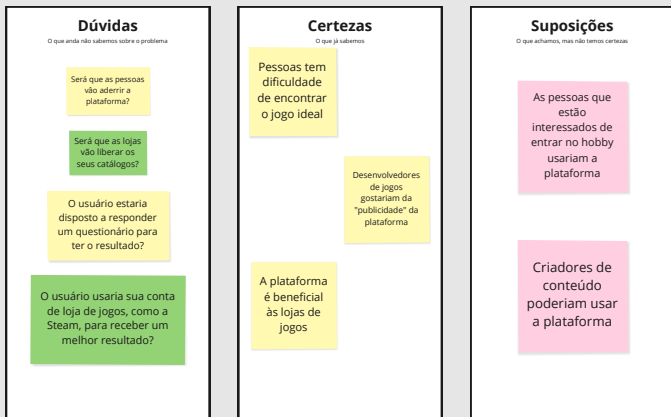 Dúvidas
O que anda não sabemos sobre o problema
Será que as pessoas
vão aderrir a
plataforma?
Será que as lojas
vão liberar os
seus catálogos?
O usuário estaria
disposto a responder
um questionário para
ter o resultado?
O usuário usaria sua conta
de loja de jogos, como a
Steam, para receber um
melhor resultado?
Certezas
O que já sabemos
Pessoas tem
dificuldade
de encontrar
o jogo ideal
Desenvolvedores
de jogos
gostariam da
"publicidade" da
plataforma
A plataforma
é beneficial
às lojas de
jogos
Suposições
O que achamos, mas não temos certezas
As pessoas que
estão
interessados de
entrar no hobby
usariam a
plataforma
Criadores de
conteúdo
poderiam usar
a plataforma